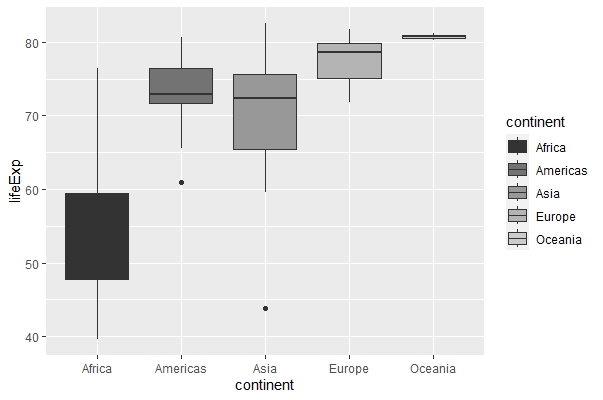 80
70
60
50
40
lifeExp
Africa
Americas
Asia
Europe
Oceania
continent
continent
Africa
Americas
Asia
Europe
Oceania